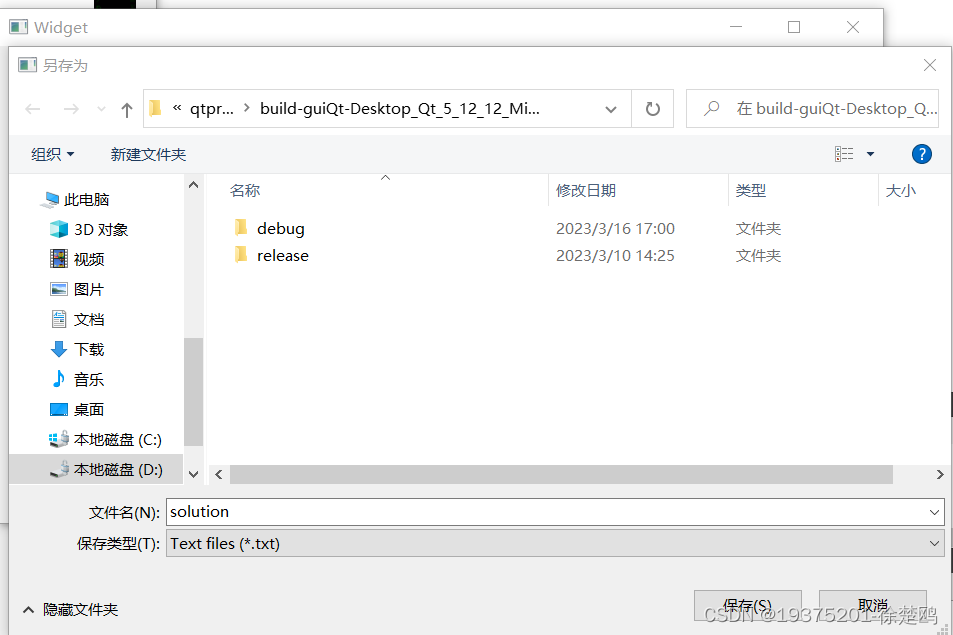 Widget
另存为
« qtpr... > build-guiQt-Desktop_Qt_5_12_12_Mi...
在 build-guiQt-Desktop_Q...
组织 新建文件夹
名称 修改日期 类型 大小
此电脑
3D 对象
视频
图片
文档
下载
音乐
桌面
本地磁盘 (C:)
本地磁盘 (D:)
debug 2023/3/16 17:00 文件夹
release 2023/3/10 14:25 文件夹
文件名(N): solution
保存类型(T): Text files (*.txt)
隐藏文件夹
保存(S) 取消
CSDN @19375201-徐楚鸥